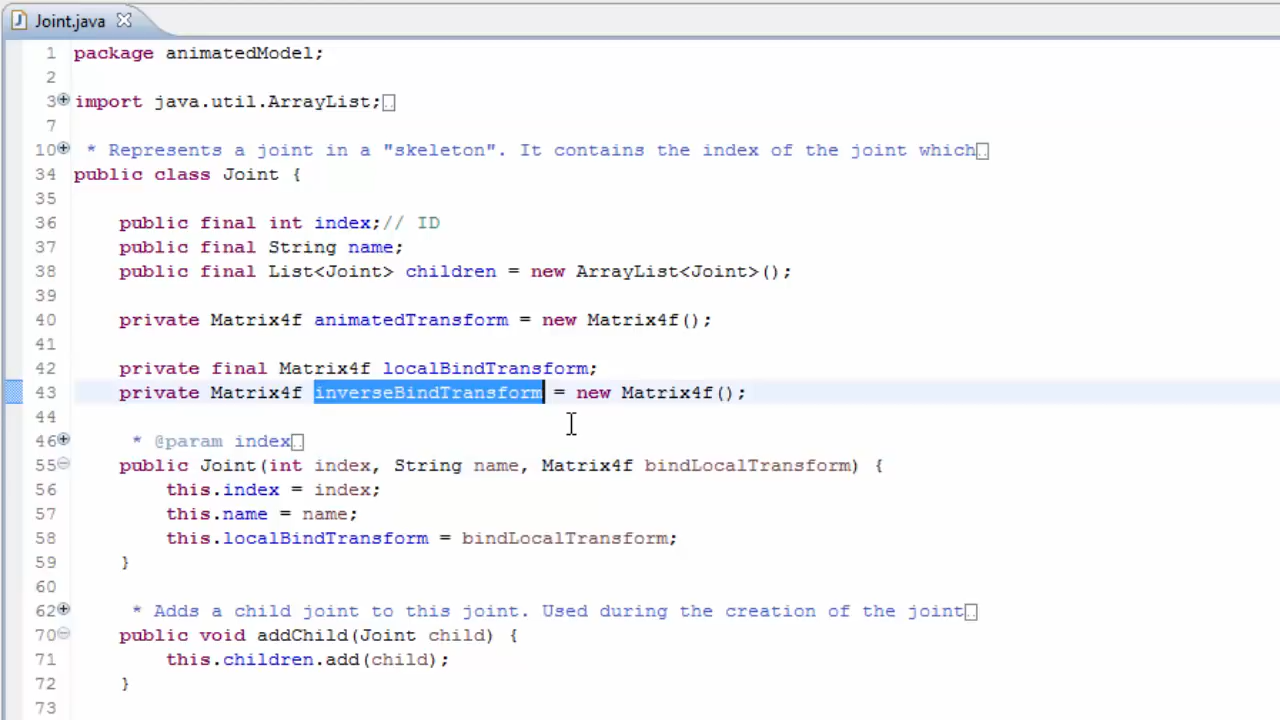 Joint.java
1 package animatedModel;
2
3 import java.util.ArrayList;
7
10 * Represents a joint in a "skeleton". It contains the index of the joint which
34 public class Joint {
35
36 public final int index;// ID
37 public final String name;
38 public final List<Joint> children = new ArrayList<Joint>();
39
40 private Matrix4f animatedTransform = new Matrix4f();
41
42 private final Matrix4f localBindTransform;
43 private Matrix4f inverseBindTransform = new Matrix4f();
44
46 * @param index
55 public Joint(int index, String name, Matrix4f bindLocalTransform) {
56 this.index = index;
57 this.name = name;
58 this.localBindTransform = bindLocalTransform;
59 }
60
62 * Adds a child joint to this joint. Used during the creation of the joint
70 public void addChild(Joint child) {
71 this.children.add(child);
72 }
73